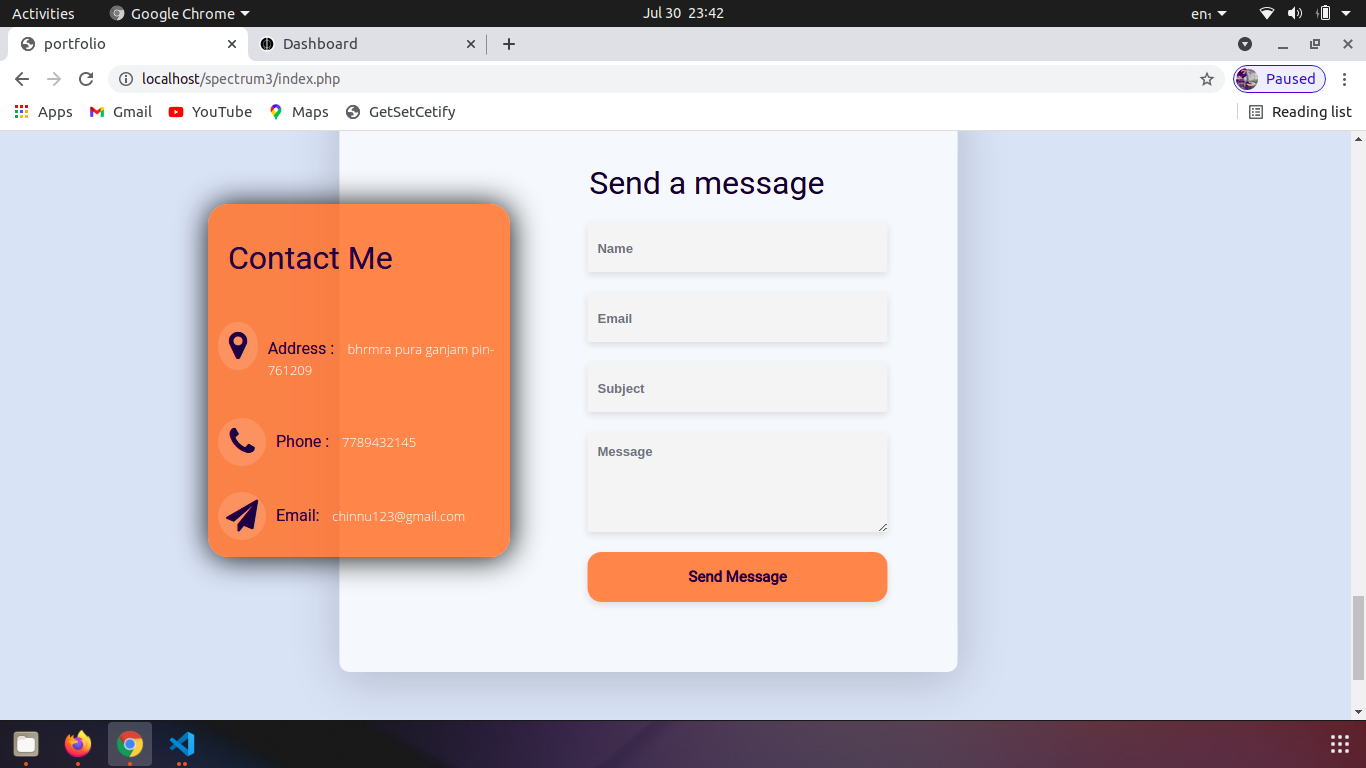 Activities Google Chrome Jul 30 23:42 en₁
portfolio Dashboard
localhost/spectrum3/index.php Paused
Apps Gmail YouTube Maps GetSetCetify Reading list
Send a message
Contact Me
Address : bhrmra pura ganjam pin-
761209
Phone : 7789432145
Email: chinnu123@gmail.com
Name
Email
Subject
Message
Send Message